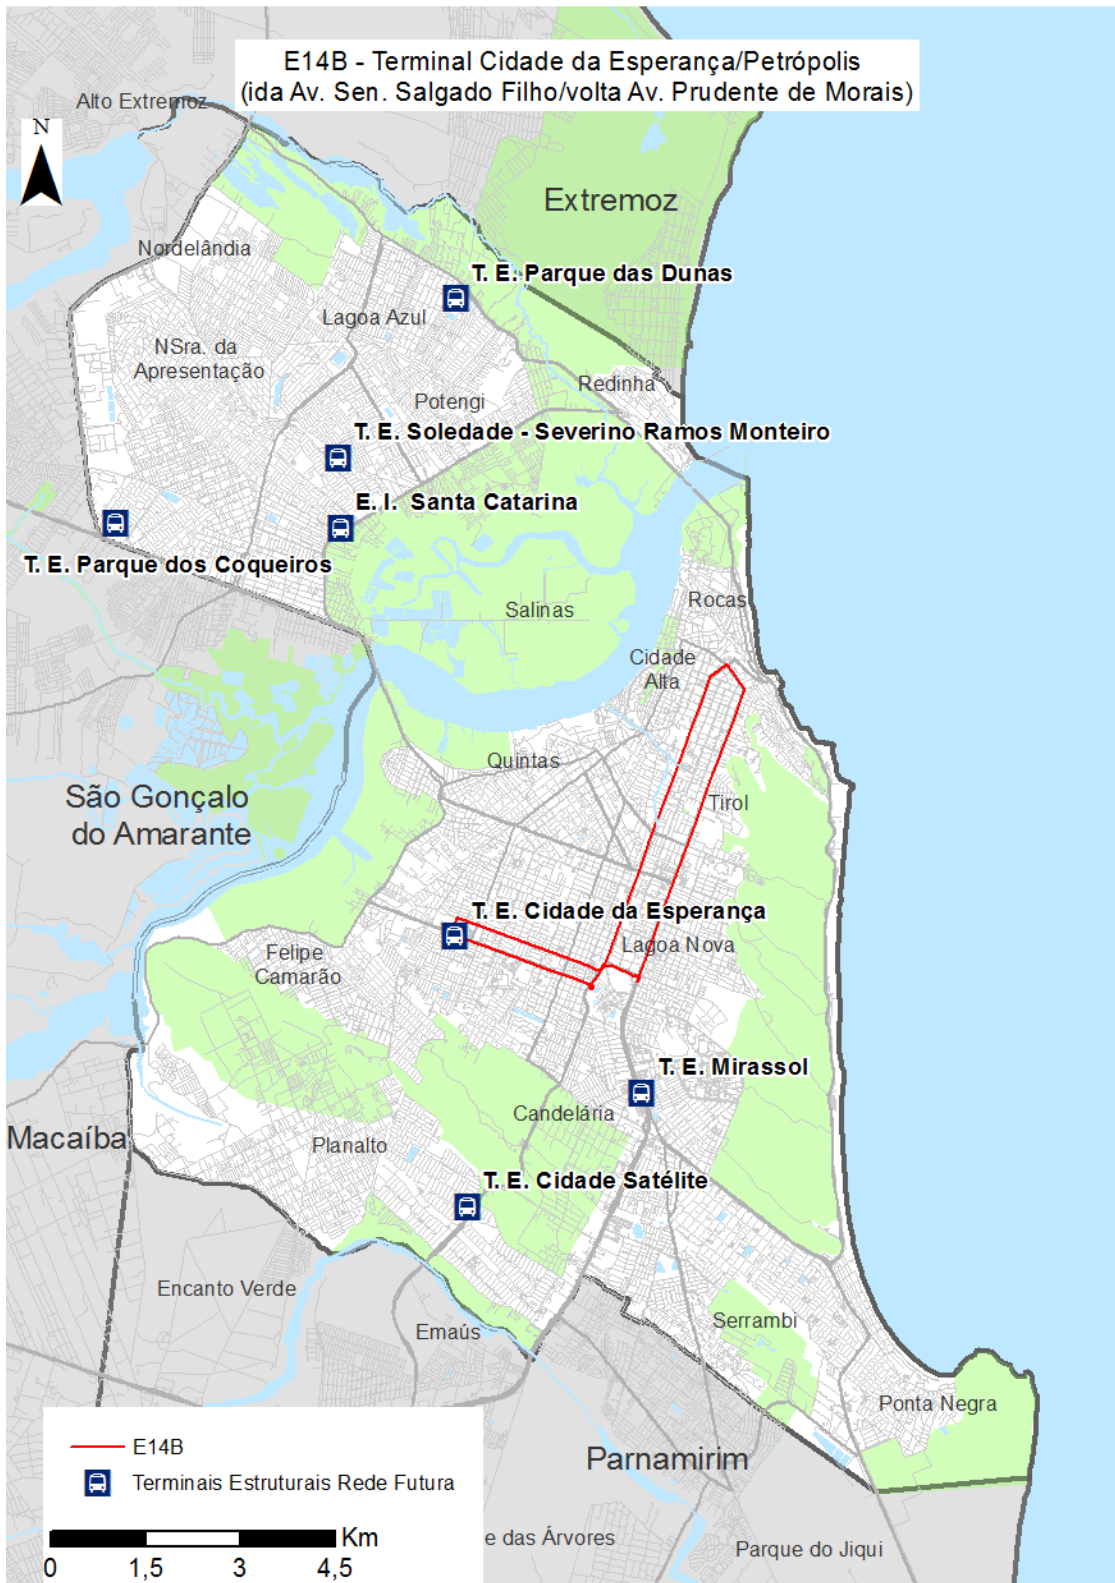 E14B - Terminal Cidade da Esperança/Petrópolis
(ida Av. Sen. Salgado Filho/volta Av. Prudente de Morais)
Alto Extremoz
N
Extremoz
Nordelândia
T. E. Parque das Dunas
Lagoa Azul
NSra. da
Apresentação
Redinha
Potengi
T. E. Soledade - Severino Ramos Monteiro
E. I. Santa Catarina
T. E. Parque dos Coqueiros
Salinas
Rocas
Cidade
Alta
Quintas
São Gonçalo
do Amarante
Tirol
T. E. Cidade da Esperança
Lagoa Nova
Felipe
Camarão
T. E. Mirassol
Candelária
Macaíba
Planalto
T. E. Cidade Satélite
Encanto Verde
Emaús
Serrambi
Ponta Negra
Parnamirim
E14B
Terminais Estruturais Rede Futura
Km
0 1,5 3 4,5
e das Árvores
Parque do Jiqui